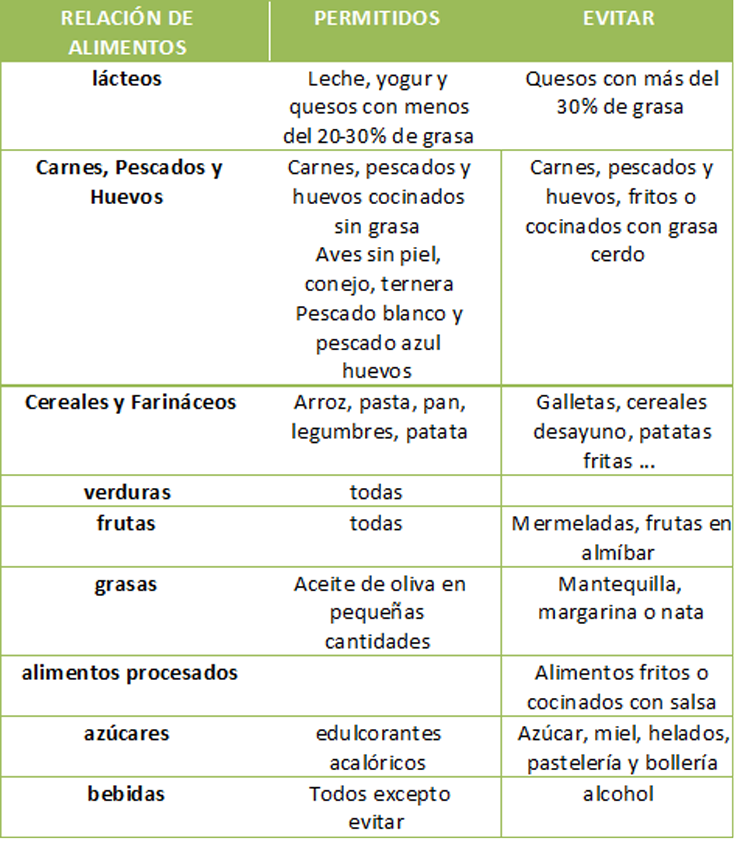 RELACIÓN DE ALIMENTOS	PERMITIDOS	EVITAR
lácteos	Leche, yogur y	Quesos con más del
quesos con menos	30% de grasa
del 20-30% de grasa
Carnes, Pescados y	Carnes, pescados y	Carnes, pescados y
Huevos	huevos cocinados	huevos, fritos o
sin grasa	cocinados con grasa
Aves sin piel,	cerdo
conejo, ternera
Pescado blanco y
pescado azul
huevos
Cereales y Farináceos	Arroz, pasta, pan,	Galletas, cereales
legumbres, patata	desayuno, patatas
fritas ...
verduras	todas
frutas	todas	Mermeladas, frutas en
almíbar
grasas	Aceite de oliva en	Mantequilla,
pequeñas	margarina o nata
cantidades
alimentos procesados	Alimentos fritos o
cocinados con salsa
azúcares	edulcorantes	Azúcar, miel, helados,
acalóricos	pastelería y bollería
bebidas	Todos excepto	alcohol
evitar